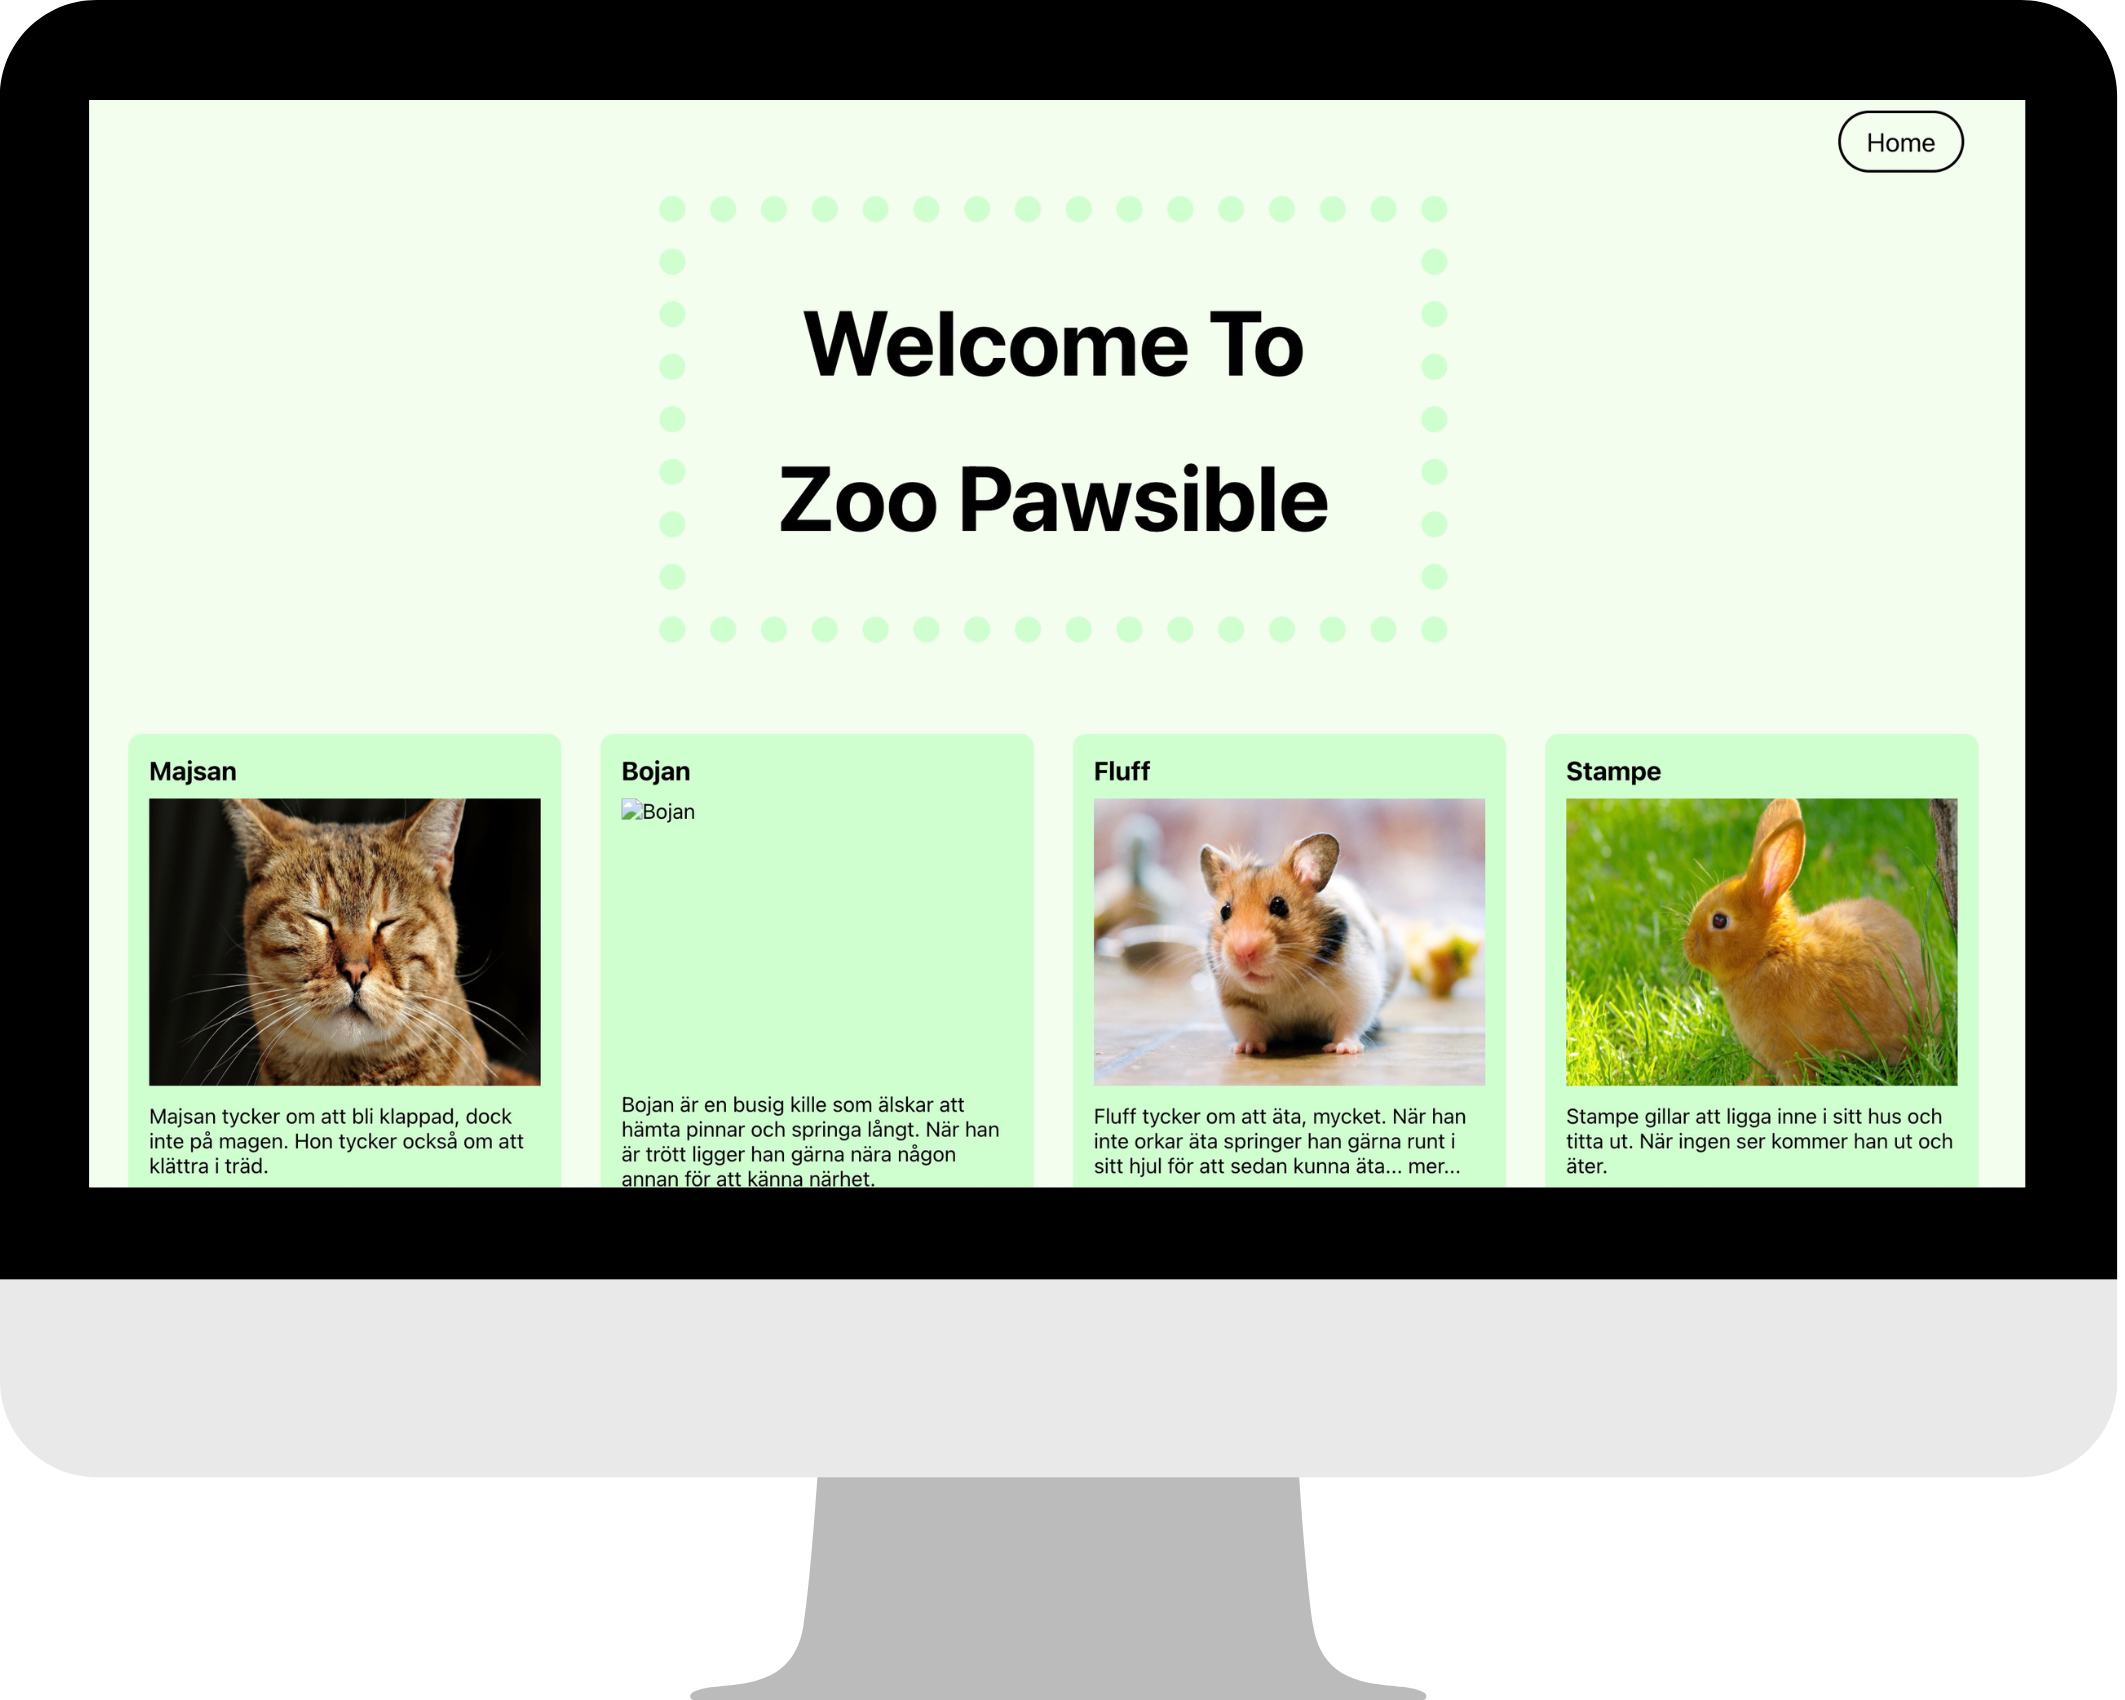 Home
Welcome To
Zoo Pawsible
Majsan
Majsan tycker om att bli klappad, dock
inte på magen. Hon tycker också om att
klättra i träd.
Bojan
Bojan
Bojan är en busig kille som älskar att
hämta pinnar och springa långt. När han
är trött ligger han gärna nära någon
annan för att känna närhet.
Fluff
Fluff tycker om att äta, mycket. När han
inte orkar äta springer han gärna runt i
sitt hjul för att sedan kunna äta... mer...
Stampe
Stampe gillar att ligga inne i sitt hus och
titta ut. När ingen ser kommer han ut och
äter.